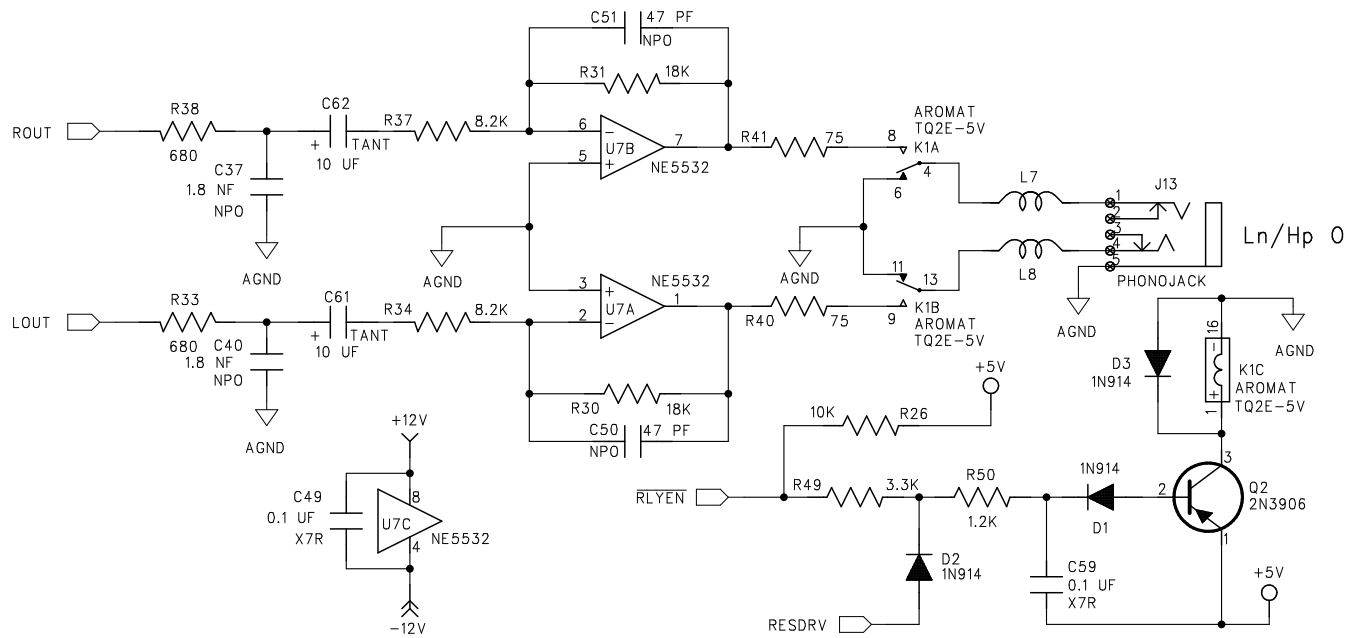 C51
47 PF
NPO
R31
18K
C62
R38
ROUT
680
+
TANT
10 UF
R37
8.2K
6
−
U7B
7
5
+
NE5532
R41
75
AROMAT
TQ2E-5V
8
K1A
4
6
C37
1.8 NF
NPO
AGND
AGND
AGND
L7
L8
1
2
3
4
5
J13
PHONOJACK
Ln/Hp O
AGND
11
13
K1B
9
AROMAT
TQ2E-5V
NE5532
3
+
U7A
1
2
−
R40
75
C61
R33
LOUT
680
+
TANT
10 UF
R34
8.2K
C40
1.8 NF
NPO
AGND
R30
18K
C50
47 PF
NPO
+12V
C49
0.1 UF
X7R
8
U7C
4
NE5532
-12V
+5V
10K
R26
RLYEN
R49
3.3K
R50
1.2K
1N914
D1
D2
1N914
RESDRV
C59
0.1 UF
X7R
2
3
1
Q2
2N3906
+5V
D3
1N914
16
−
+
1
K1C
AROMAT
TQ2E-5V
AGND